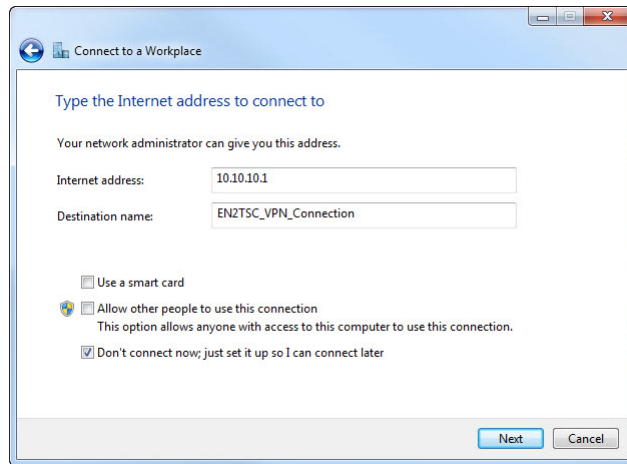 Connect to a Workplace
Type the Internet address to connect to
Your network administrator can give you this address.
Internet address: 10.10.10.1
Destination name: EN2TSC_VPN_Connection
Use a smart card
Allow other people to use this connection
This option allows anyone with access to this computer to use this connection.
Don't connect now; just set it up so I can connect later
Next Cancel